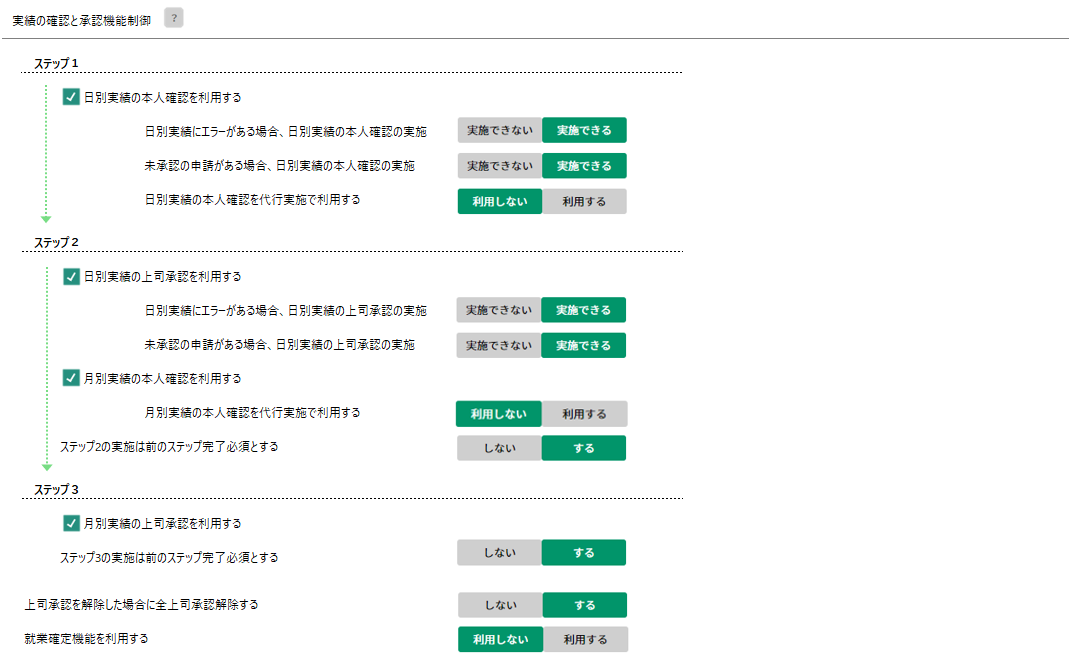 実績の確認と承認機能制御 ?
ステップ1
日別実績の本人確認を利用する
日別実績にエラーがある場合、日別実績の本人確認の実施 実施できない 実施できる
未承認の申請がある場合、日別実績の本人確認の実施 実施できない 実施できる
日別実績の本人確認を代行実施で利用する 利用しない 利用する
ステップ2
日別実績の上司承認を利用する
日別実績にエラーがある場合、日別実績の上司承認の実施 実施できない 実施できる
未承認の申請がある場合、日別実績の上司承認の実施 実施できない 実施できる
月別実績の本人確認を利用する
月別実績の本人確認を代行実施で利用する 利用しない 利用する
ステップ2の実施は前のステップ完了必須とする しない する
ステップ3
月別実績の上司承認を利用する
ステップ3の実施は前のステップ完了必須とする しない する
上司承認を解除した場合に全上司承認解除する しない する
就業確定機能を利用する 利用しない 利用する